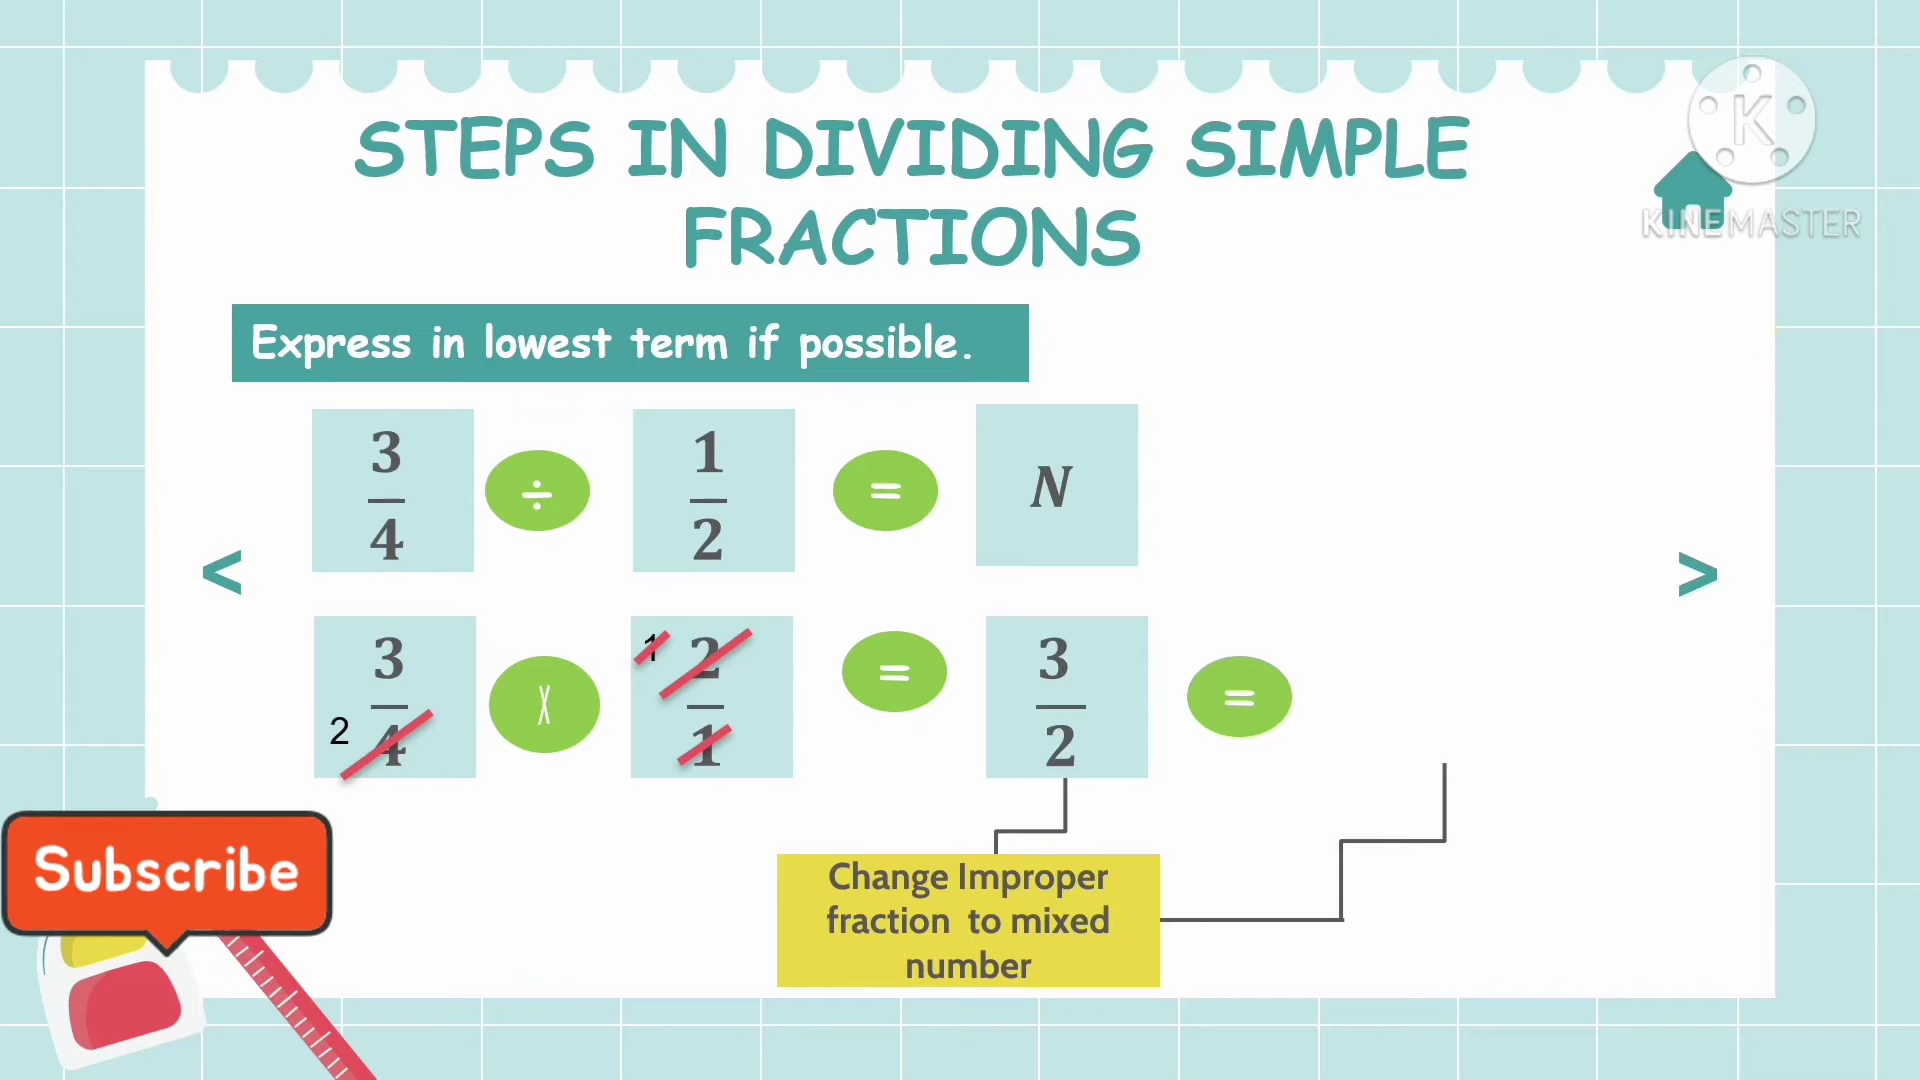 STEPS IN DIVIDING SIMPLE
FRACTIONS
K
KINEMASTER
Express in lowest term if possible.
3/4 ÷ 1/2 = N
< >
3/4 X 2/1 = 3/2 =
2 1
Change Improper
fraction to mixed
number
Subscribe